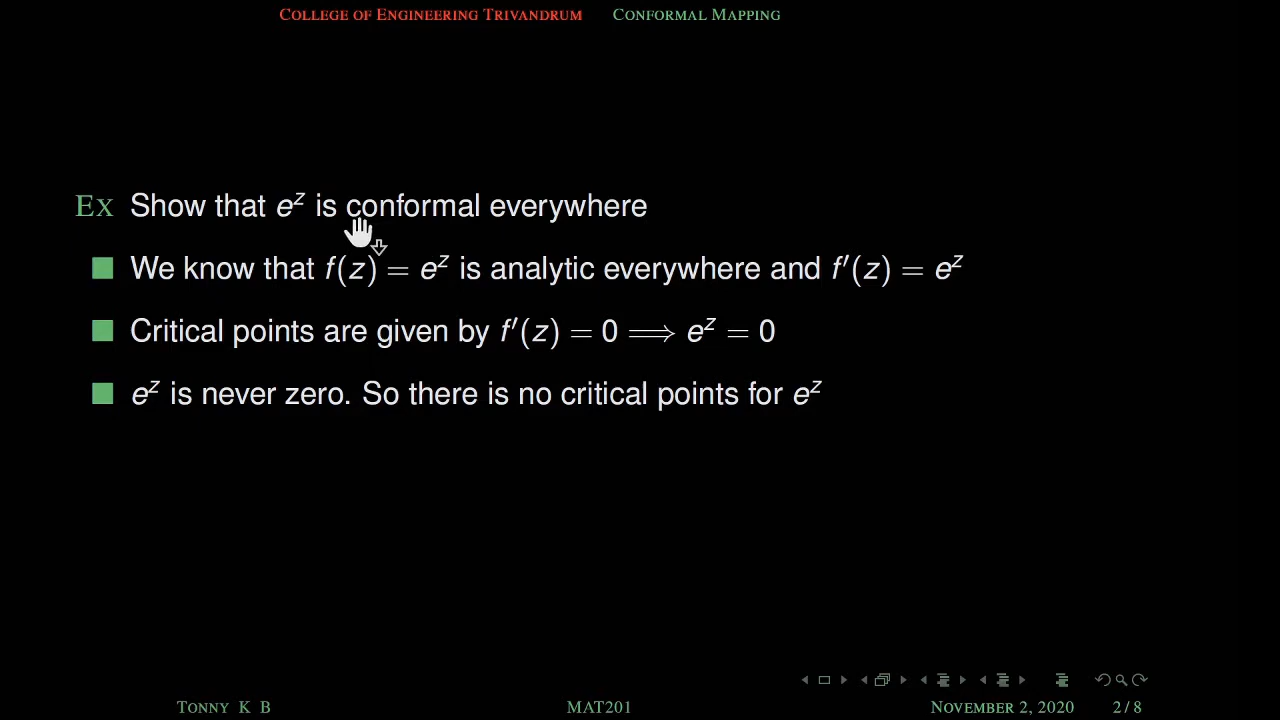 College of Engineering Trivandrum Conformal Mapping
Ex Show that e^z is conformal everywhere
We know that f(z) = e^z is analytic everywhere and f′(z) = e^z
Critical points are given by f′(z) = 0 ⟹ e^z = 0
e^z is never zero. So there is no critical points for e^z
Tonny K B MAT201 November 2, 2020 2 / 8